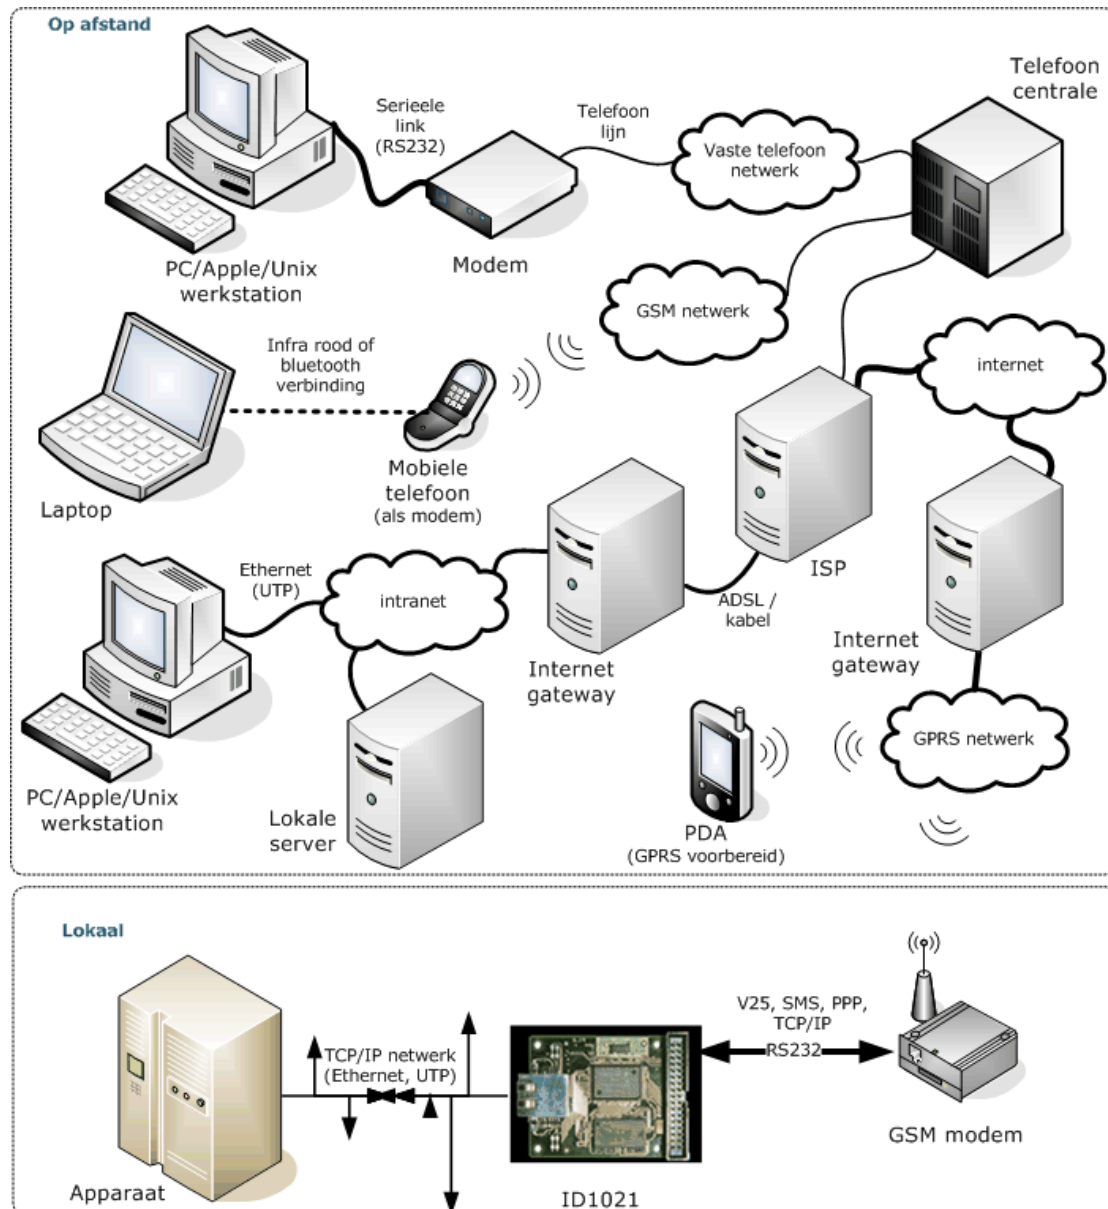 Op afstand
Telefoon
centrale
Serieele
link
(RS232)
Telefoon
lijn
Vaste telefoon
netwerk
PC/Apple/Unix
werkstation
Modem
GSM netwerk
Infra rood of
bluetooth
verbinding
internet
Laptop
Mobiele
telefoon
(als modem)
ISP
Ethernet
(UTP)
intranet
ADSL /
kabel
Internet
gateway
Internet
gateway
GPRS netwerk
PC/Apple/Unix
werkstation
Lokale
server
PDA
(GPRS voorbereid)
Lokaal
V25, SMS, PPP,
TCP/IP
RS232
TCP/IP netwerk
(Ethernet, UTP)
GSM modem
Apparaat
ID1021